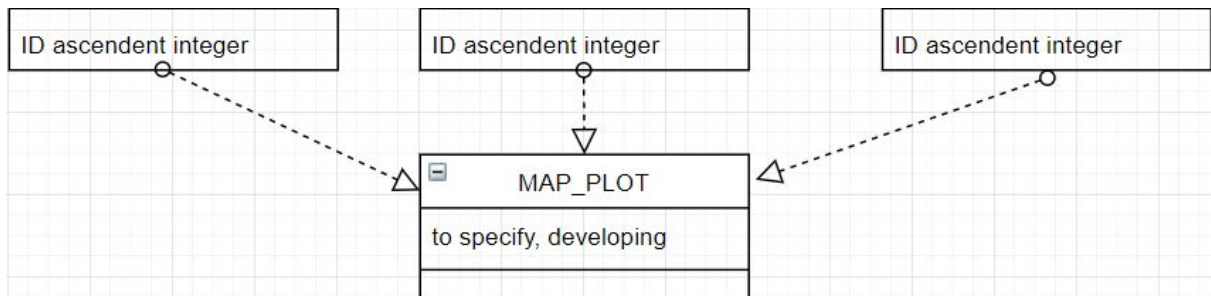 ID ascendent integer
ID ascendent integer
ID ascendent integer
MAP_PLOT
to specify, developing